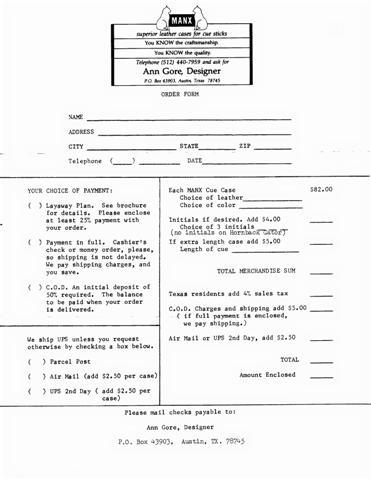 MANX
superior leather cases for cue sticks
You KNOW the craftsmanship.
You KNOW the quality.
Telephone (512) 440-7959 and ask for
Ann Gore, Designer
P.O. Box 43903, Austin, Texas 78745
ORDER FORM
NAME
ADDRESS
CITY STATE ZIP
Telephone ( ) DATE
YOUR CHOICE OF PAYMENT:
( ) Layaway Plan. See brochure
for details. Please enclose
at least 25% payment with
your order.
( ) Payment in full. Cashier's
check or money order, please,
so shipping is not delayed.
We pay shipping charges, and
you save.
( ) C.O.D. An initial deposit of
50% required. The balance
to be paid when your order
is delivered.
We ship UPS unless you request
otherwise by checking a box below.
( ) Parcel Post
( ) Air Mail (add $2.50 per case)
( ) UPS 2nd Day ( add $2.50 per
case)
Each MANX Cue Case $82.00
Choice of leather
Choice of color
Initials if desired. Add $4.00
Choice of 3 initials
(no initials on Hornback Gator)
If extra length case add $5.00
Length of cue
TOTAL MERCHANDISE SUM
Texas residents add 4% sales tax
C.O.D. Charges and shipping add $5.00
( if full payment is enclosed,
we pay shipping.)
Air Mail or UPS 2nd Day, add $2.50
TOTAL
Amount Enclosed
Please mail checks payable to:
Ann Gore, Designer
P.O. Box 43903, Austin, TX. 78745